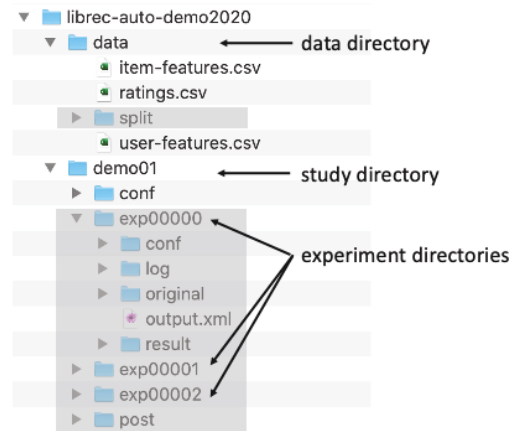 librec-auto-demo2020
data
data directory
item-features.csv
ratings.csv
split
user-features.csv
demo01
study directory
conf
exp00000
conf
experiment directories
log
original
output.xml
result
exp00001
exp00002
post